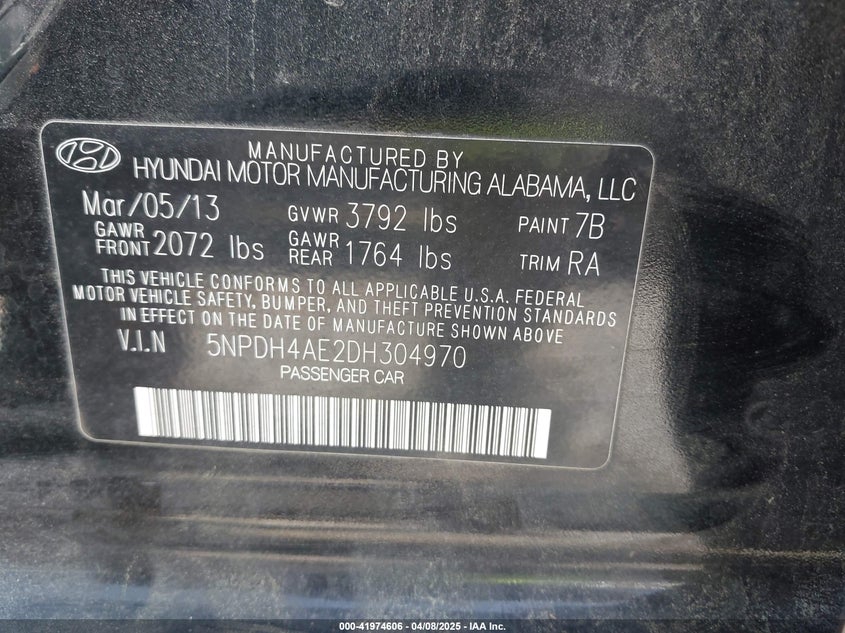 MANUFACTURED BY
HYUNDAI MOTOR MANUFACTURING ALABAMA, LLC
Mar/05/13 GVWR 3792 lbs PAINT 7B
GAWR FRONT 2072 lbs GAWR REAR 1764 lbs TRIM RA
THIS VEHICLE CONFORMS TO ALL APPLICABLE U.S.A. FEDERAL
MOTOR VEHICLE SAFETY, BUMPER, AND THEFT PREVENTION STANDARDS
IN EFFECT ON THE DATE OF MANUFACTURE SHOWN ABOVE
V.I.N 5NPDH4AE2DH304970
PASSENGER CAR
000-41974606 - 04/08/2025 - IAA Inc.